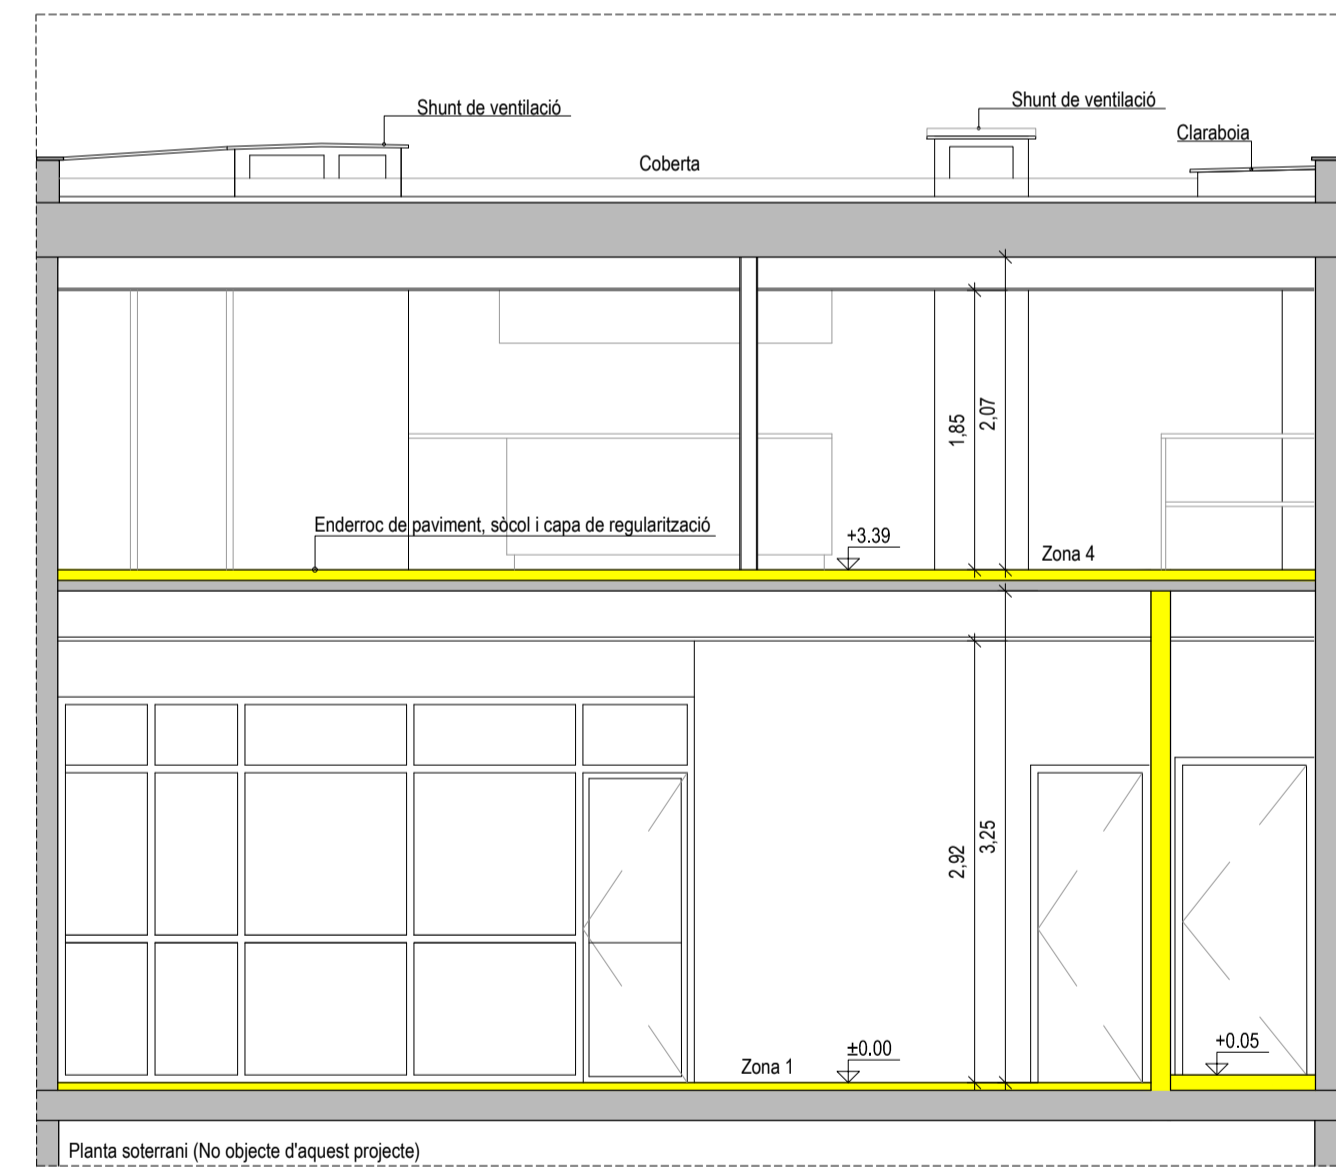 Shunt de ventilació
Shunt de ventilació
Claraboia
Coberta
1,85
2,07
Enderroc de paviment, sòcol i capa de regularització
+3.39
Zona 4
2,92
3,25
Zona 1
±0.00
+0.05
Planta soterrani (No objecte d'aquest projecte)